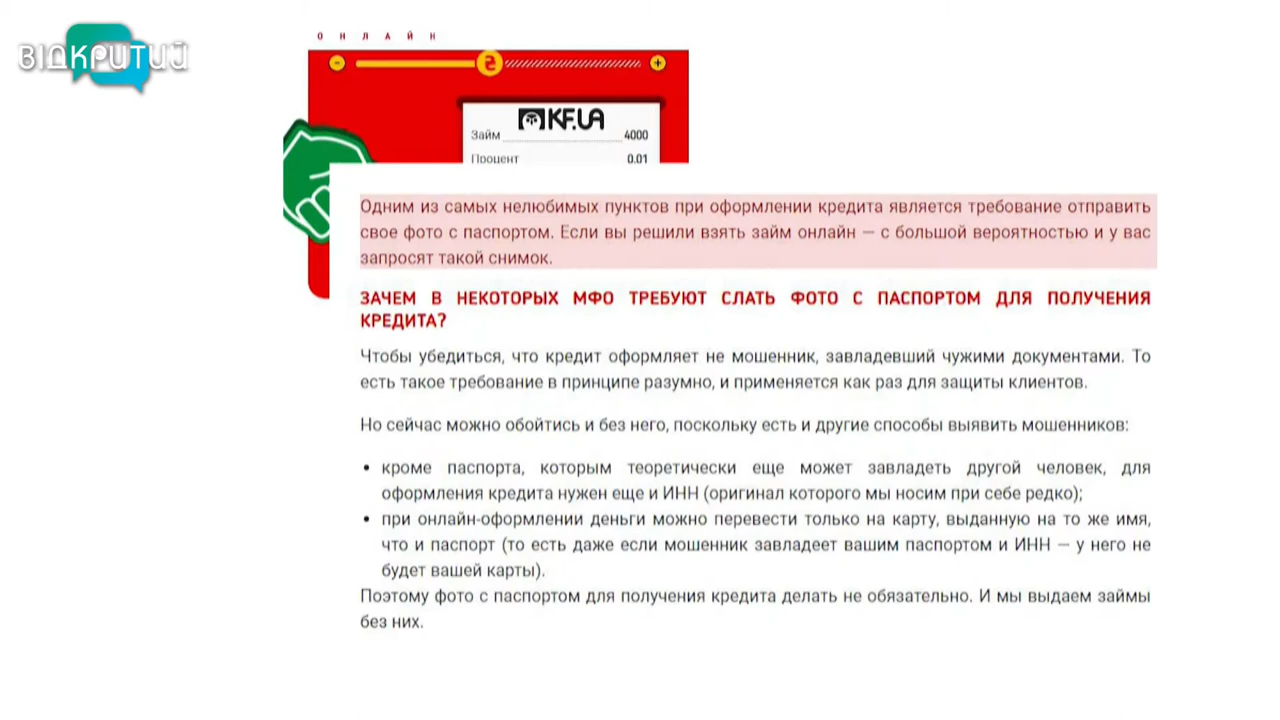 ВІДКРИТИЙ
ОНЛАЙН
- 2 +
KF.UA
Займ 4000
Процент 0.01
Одним из самых нелюбимых пунктов при оформлении кредита является требование отправить
свое фото с паспортом. Если вы решили взять займ онлайн — с большой вероятностью и у вас
запросят такой снимок.
ЗАЧЕМ В НЕКОТОРЫХ МФО ТРЕБУЮТ СЛАТЬ ФОТО С ПАСПОРТОМ ДЛЯ ПОЛУЧЕНИЯ
КРЕДИТА?
Чтобы убедиться, что кредит оформляет не мошенник, завладевший чужими документами. То
есть такое требование в принципе разумно, и применяется как раз для защиты клиентов.
Но сейчас можно обойтись и без него, поскольку есть и другие способы выявить мошенников:
• кроме паспорта, которым теоретически еще может завладеть другой человек, для
оформления кредита нужен еще и ИНН (оригинал которого мы носим при себе редко);
• при онлайн-оформлении деньги можно перевести только на карту, выданную на то же имя,
что и паспорт (то есть даже если мошенник завладеет вашим паспортом и ИНН — у него не
будет вашей карты).
Поэтому фото с паспортом для получения кредита делать не обязательно. И мы выдаем займы
без них.